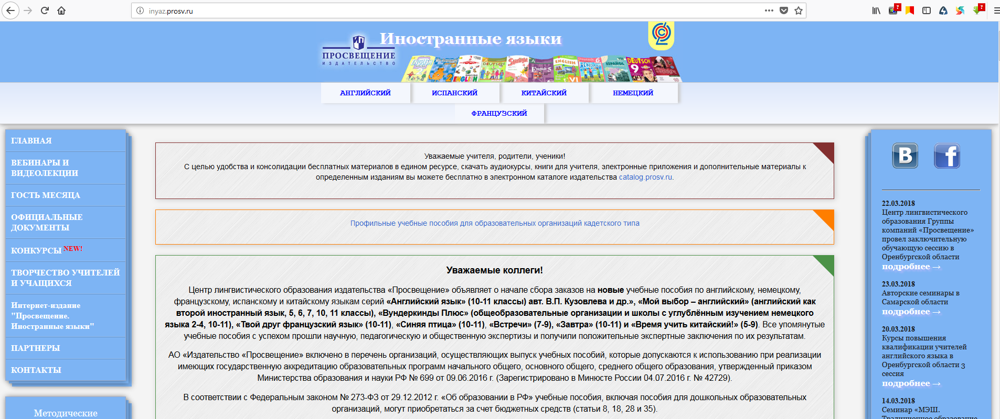 inyaz.prosv.ru
Иностранные языки
ПРОСВЕЩЕНИЕ
ИЗДАТЕЛЬСТВО
АНГЛИЙСКИЙ
ИСПАНСКИЙ
КИТАЙСКИЙ
НЕМЕЦКИЙ
ФРАНЦУЗСКИЙ
ГЛАВНАЯ
ВЕБИНАРЫ И
ВИДЕОЛЕКЦИИ
ГОСТЬ МЕСЯЦА
ОФИЦИАЛЬНЫЕ
ДОКУМЕНТЫ
КОНКУРСЫ NEW!
ТВОРЧЕСТВО УЧИТЕЛЕЙ
И УЧАЩИХСЯ
Интернет-издание
"Просвещение.
Иностранные языки"
ПАРТНЕРЫ
КОНТАКТЫ
Методические
Уважаемые учителя, родители, ученики!
С целью удобства и консолидации бесплатных материалов в едином ресурсе, скачать аудиокурсы, книги для учителя, электронные приложения и дополнительные материалы к
определенным изданиям вы можете бесплатно в электронном каталоге издательства catalog.prosv.ru.
Профильные учебные пособия для образовательных организаций кадетского типа
Уважаемые коллеги!
Центр лингвистического образования издательства «Просвещение» объявляет о начале сбора заказов на новые учебные пособия по английскому, немецкому,
французскому, испанскому и китайскому языкам серий «Английский язык» (10-11 классы) авт. В.П. Кузовлева и др.», «Мой выбор – английский» (английский как
второй иностранный язык, 5, 6, 7, 10, 11 классы), «Вундеркинды Плюс» (общеобразовательные организации и школы с углублённым изучением немецкого
языка 2-4, 10-11), «Твой друг французский язык» (10-11), «Синяя птица» (10-11), «Встречи» (7-9), «Завтра» (10-11) и «Время учить китайский!» (5-9). Все упомянутые
учебные пособия с успехом прошли научную, педагогическую и общественную экспертизы и получили положительные экспертные заключения по их результатам.
АО «Издательство «Просвещение» включено в перечень организаций, осуществляющих выпуск учебных пособий, которые допускаются к использованию при реализации
имеющих государственную аккредитацию образовательных программ начального общего, основного общего, среднего общего образования, утвержденный приказом
Министерства образования и науки РФ № 699 от 09.06.2016 г. (Зарегистрировано в Минюсте России 04.07.2016 г. № 42729).
В соответствии с Федеральным законом № 273-ФЗ от 29.12.2012 г. «Об образовании в РФ» учебные пособия, включая пособия для дошкольных образовательных
организаций, могут приобретаться за счет бюджетных средств (статьи 8, 18, 28 и 35).
22.03.2018
Центр лингвистического
образования Группы
компаний «Просвещение»
провел заключительную
обучающую сессию в
Оренбургской области
подробнее →
23.03.2018
Авторские семинары в
Самарской области
подробнее →
20.03.2018
Курсы повышения
квалификации учителей
английского языка в
Оренбургской области 3
сессия
подробнее →
14.03.2018
Семинар «МЭШ.
Традиционное образование